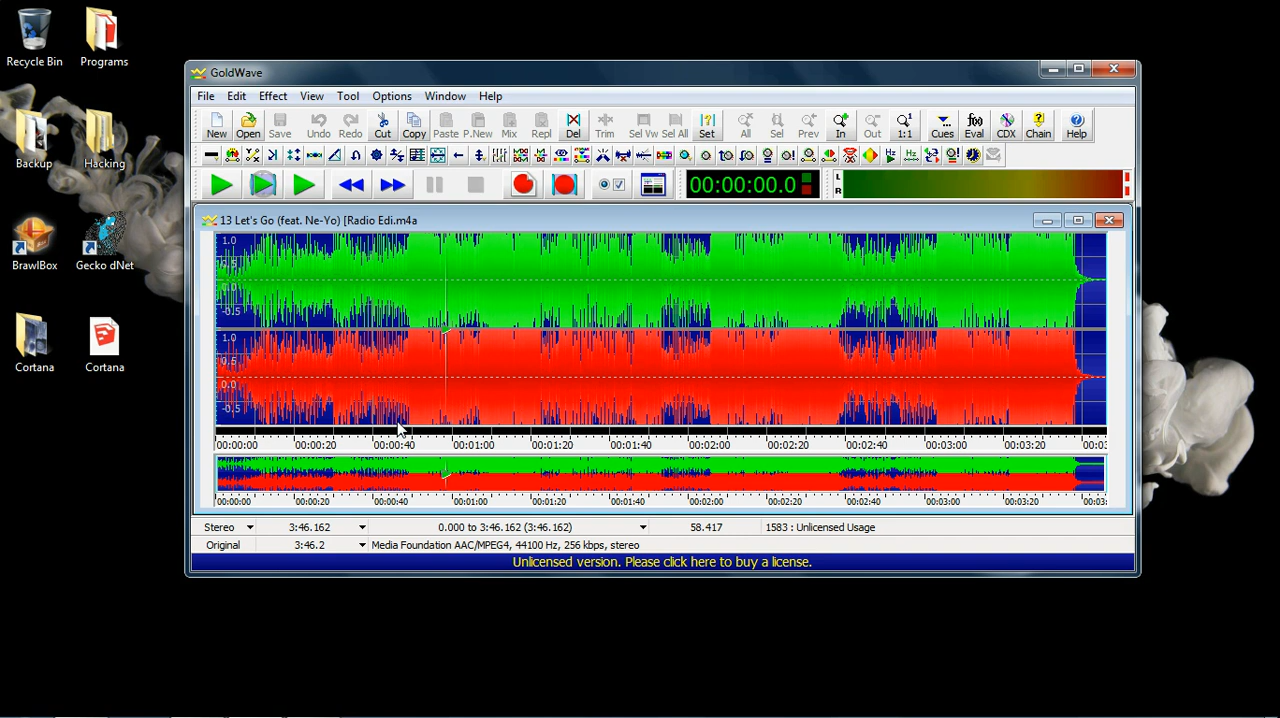 Recycle Bin
Programs
Backup
Hacking
BrawlBox
Gecko dNet
Cortana
Cortana
GoldWave
File Edit Effect View Tool Options Window Help
New Open Save Undo Redo Cut Copy Paste P.New Mix Repl Del Trim Sel Vw Sel All Set All Sel Prev In Out 1:1 Cues Eval CDX Chain Help
00:00:00.0
L
R
13 Let's Go (feat. Ne-Yo) [Radio Edi.m4a
1.0
0.5
0.0
-0.5
1.0
0.5
0.0
-0.5
00:00:00 00:00:20 00:00:40 00:01:00 00:01:20 00:01:40 00:02:00 00:02:20 00:02:40 00:03:00 00:03:20 00:03
00:00:00 00:00:20 00:00:40 00:01:00 00:01:20 00:01:40 00:02:00 00:02:20 00:02:40 00:03:00 00:03:20 00:03:
Stereo 3:46.162 0.000 to 3:46.162 (3:46.162) 58.417 1583 : Unlicensed Usage
Original 3:46.2 Media Foundation AAC/MPEG4, 44100 Hz, 256 kbps, stereo
Unlicensed version. Please click here to buy a license.